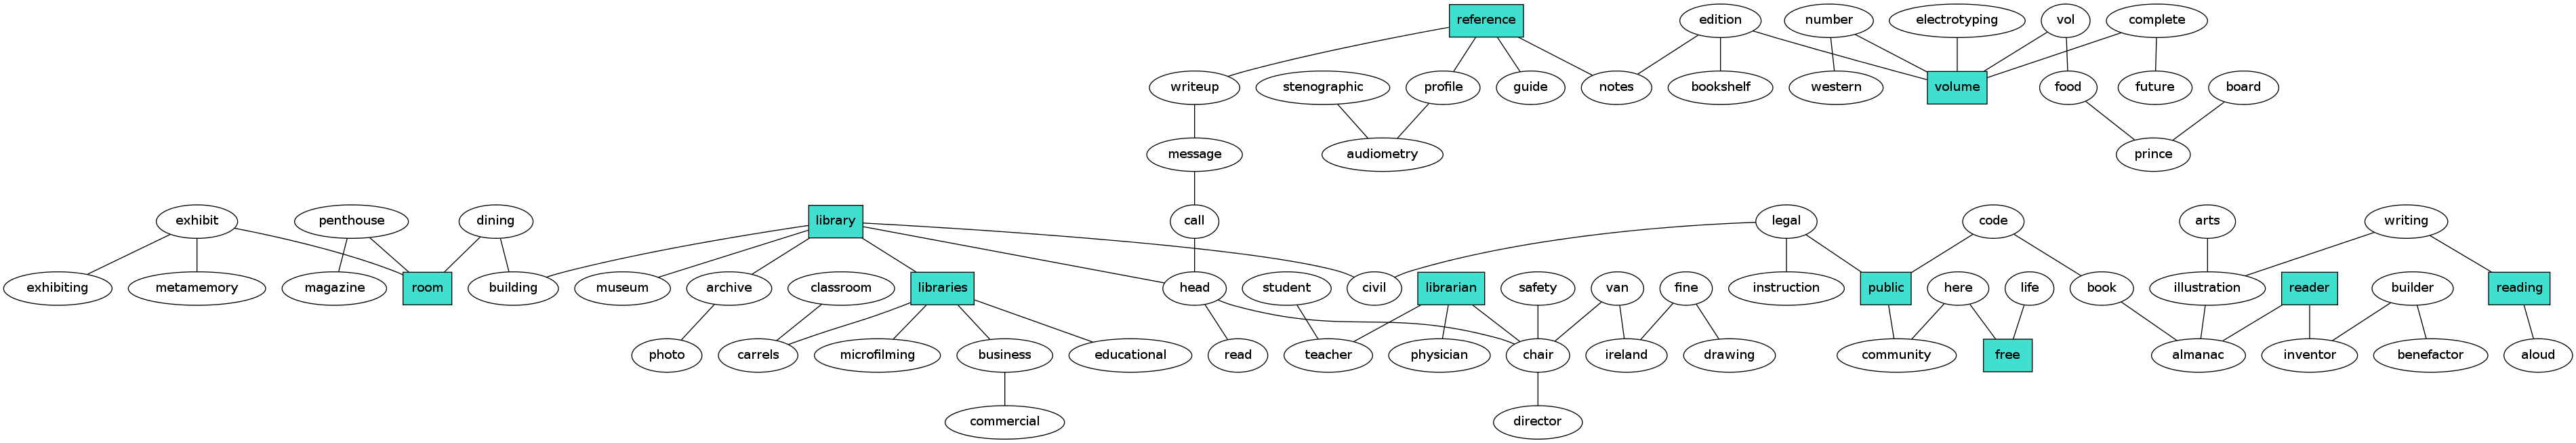 reference
edition
number
electrotyping
vol
complete
writeup
stenographic
profile
guide
notes
bookshelf
western
volume
food
future
board
message
audiometry
prince
exhibit
penthouse
dining
library
call
legal
code
arts
writing
exhibiting
metamemory
magazine
room
building
museum
archive
classroom
libraries
head
student
civil
librarian
safety
van
fine
instruction
public
here
life
book
illustration
reader
builder
reading
photo
carrels
microfilming
business
educational
read
teacher
physician
chair
ireland
drawing
community
free
almanac
inventor
benefactor
aloud
commercial
director